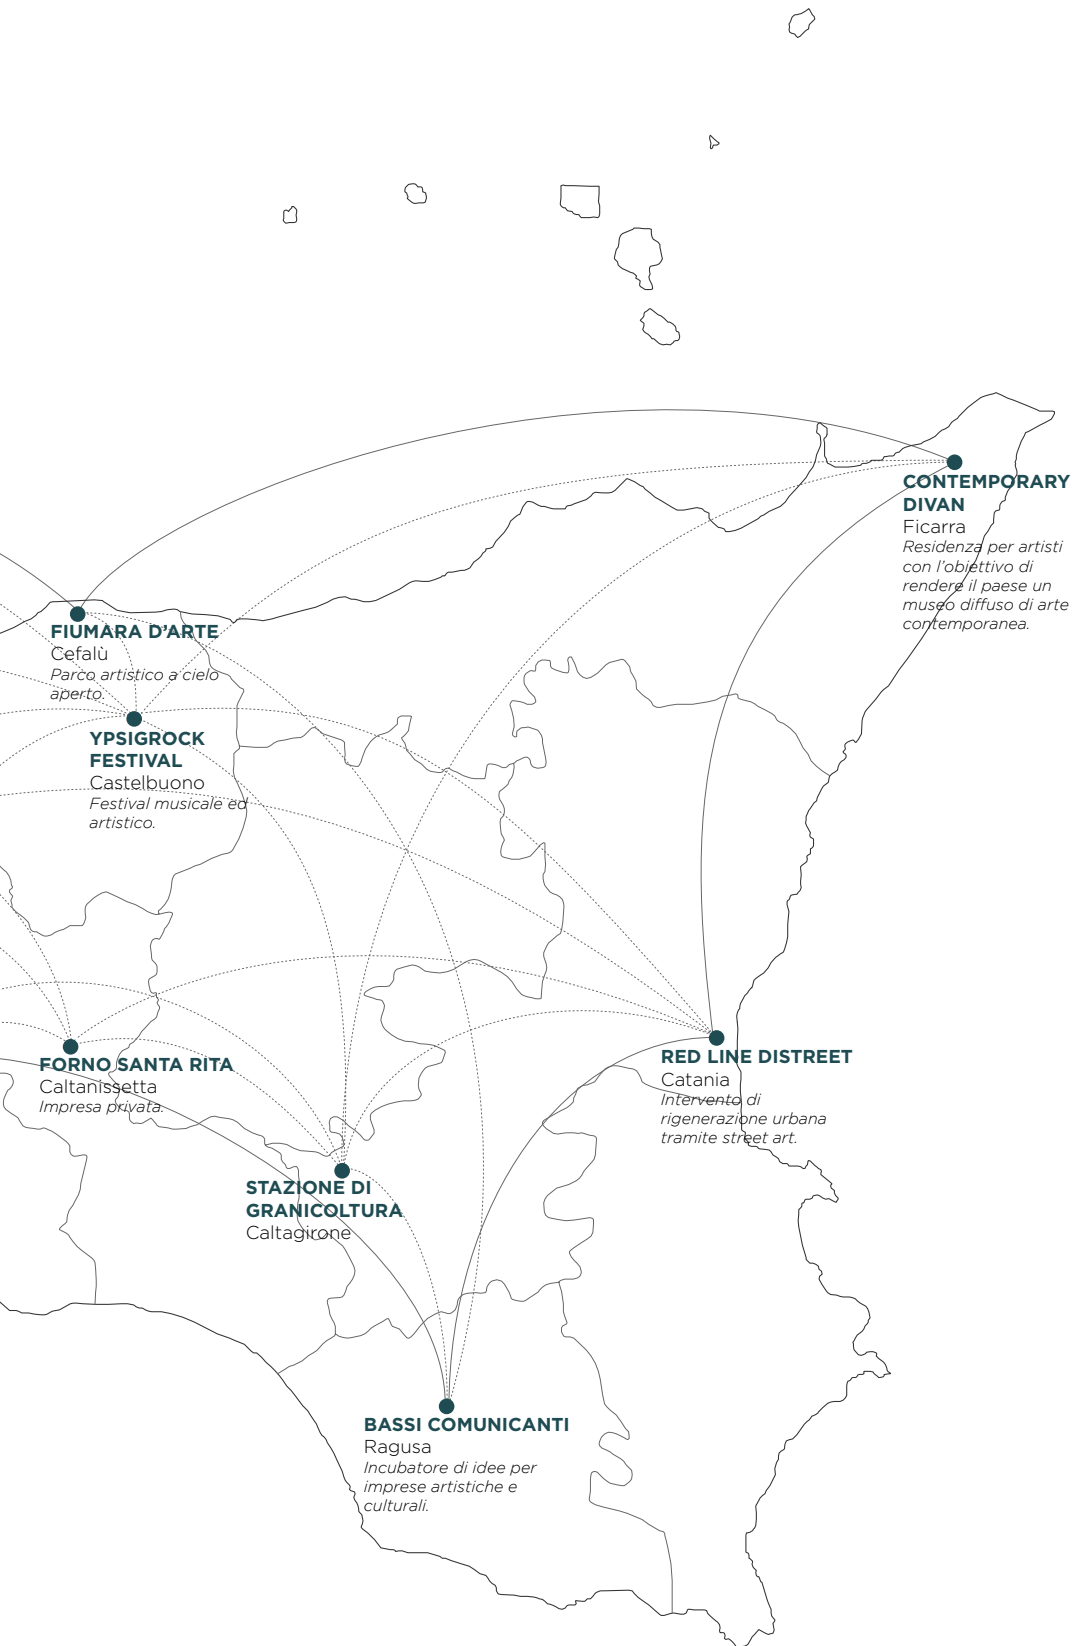 CONTEMPORARY
DIVAN
Ficarra
Residenza per artisti
con l'obiettivo di
rendere il paese un
museo diffuso di arte
contemporanea.
FIUMARA D'ARTE
Cefalù
Parco artistico a cielo
aperto.
YPSIGROCK
FESTIVAL
Castelbuono
Festival musicale ed
artistico.
FORNO SANTA RITA
Caltanissetta
Impresa privata.
RED LINE DISTREET
Catania
Intervento di
rigenerazione urbana
tramite street art.
STAZIONE DI
GRANICOLTURA
Caltagirone
BASSI COMUNICANTI
Ragusa
Incubatore di idee per
imprese artistiche e
culturali.